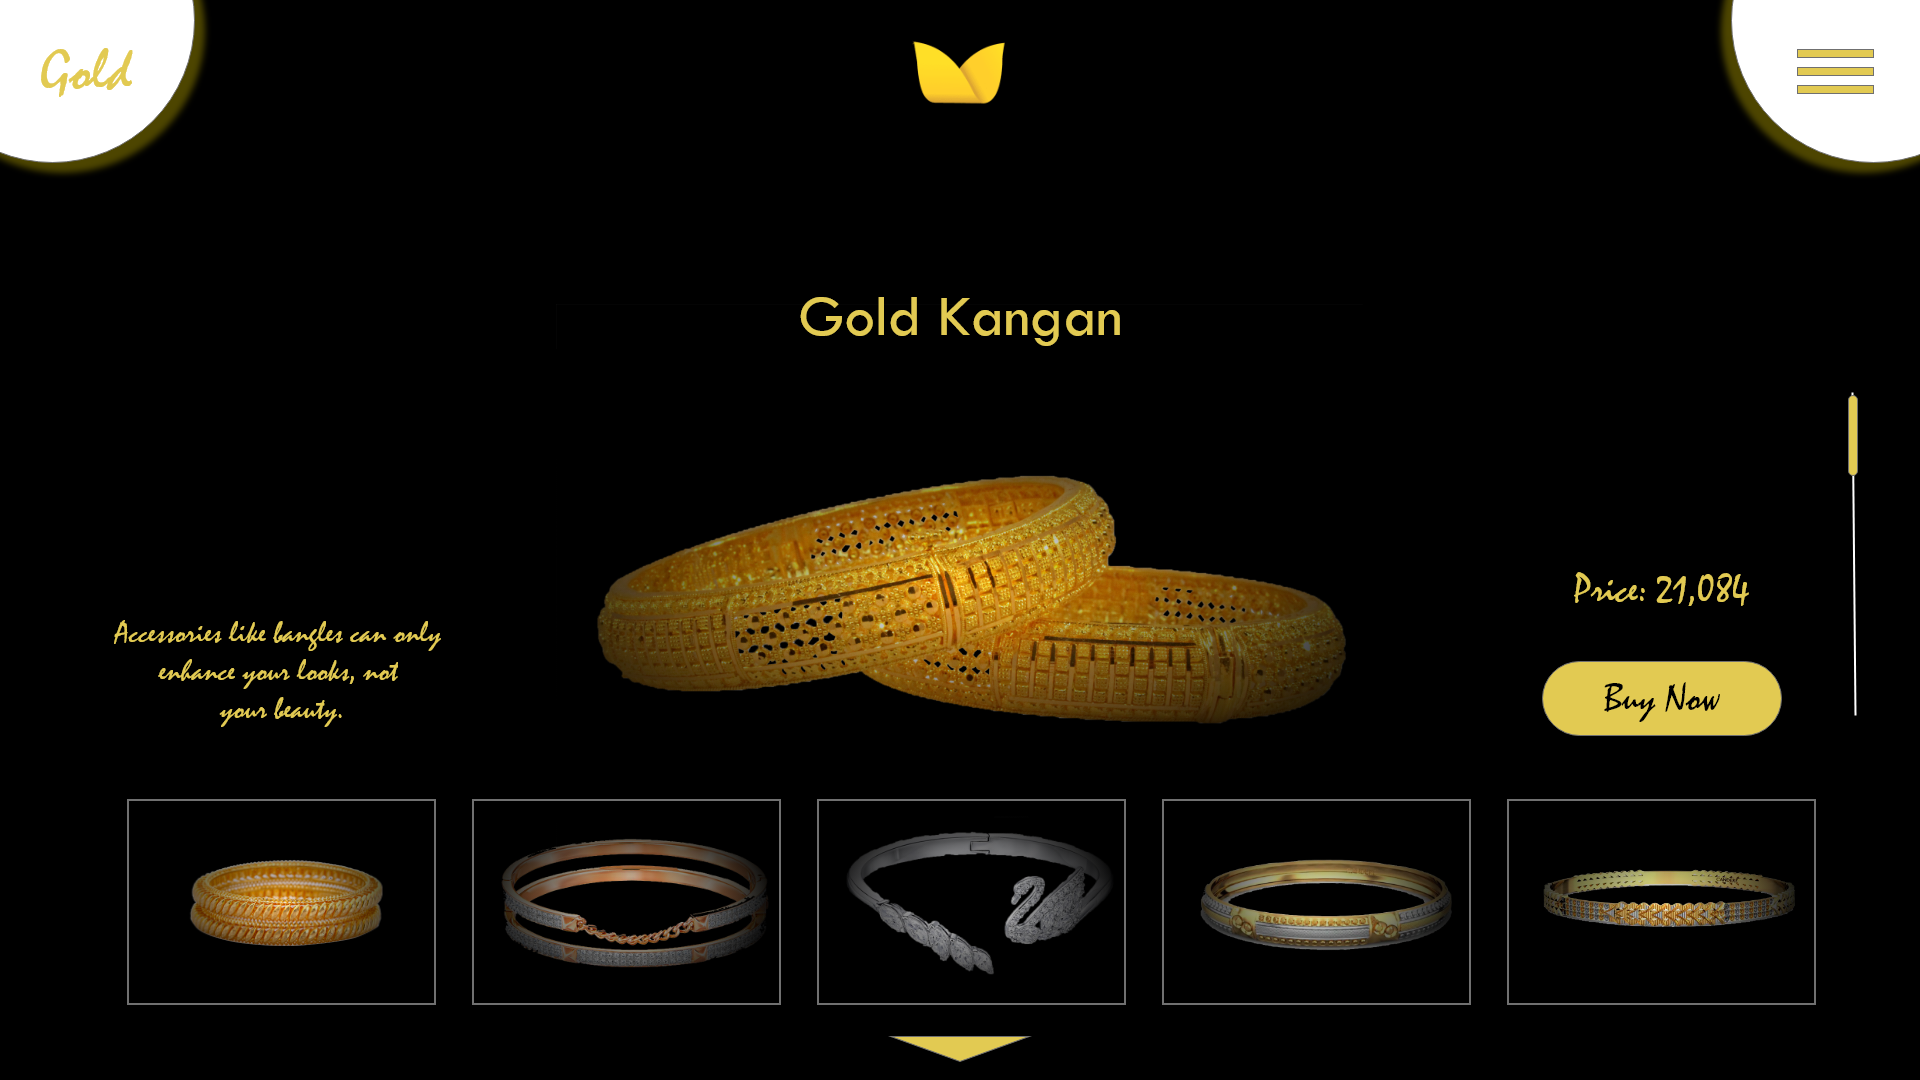 Gold
Gold Kangan
Accessories like bangles can only
enhance your looks, not
your beauty.
Price: 21,084
Buy Now